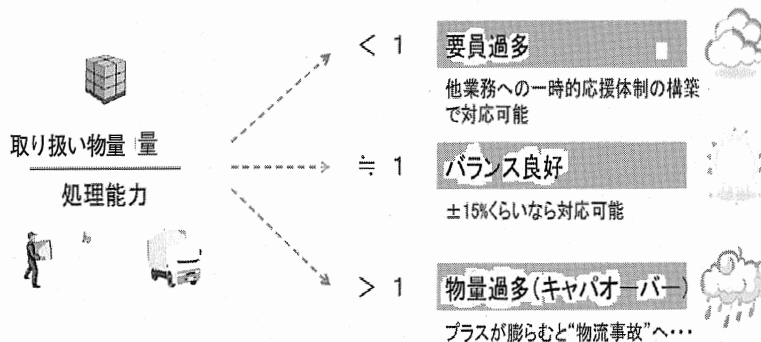 < 1 要員過多
他業務への一時的応援体制の構築
で対応可能
取り扱い物量 量
処理能力
≒ 1 バランス良好
±15%くらいなら対応可能
> 1 物量過多(キャパオーバー)
プラスが膨らむと“物流事故”へ・・・